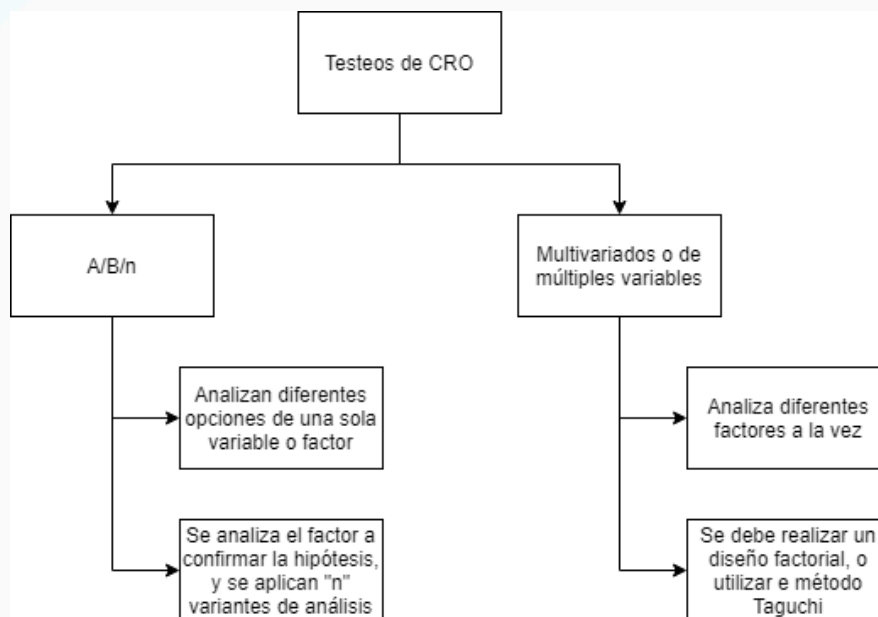 Testeos de CRO
A/B/n
Multivariados o de
múltiples variables
Analizan diferentes
opciones de una sola
variable o factor
Analiza diferentes
factores a la vez
Se analiza el factor a
confirmar la hipótesis,
y se aplican "n"
variantes de análisis
Se debe realizar un
diseño factorial, o
utilizar e método
Taguchi